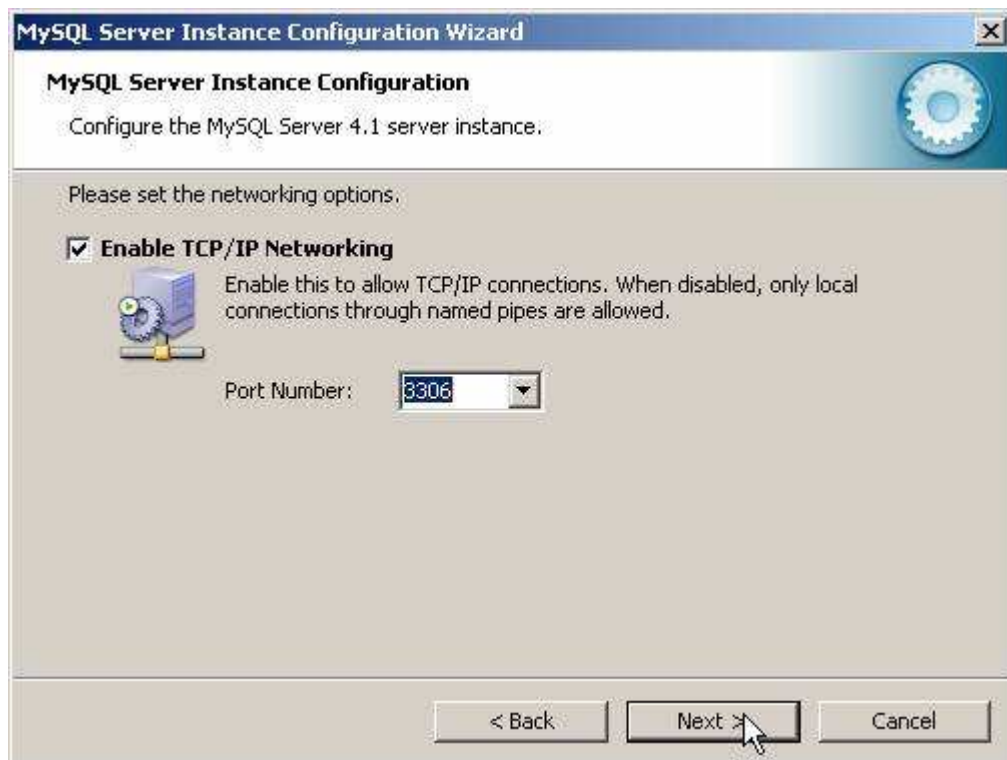 MySQL Server Instance Configuration Wizard
MySQL Server Instance Configuration
Configure the MySQL Server 4.1 server instance.
Please set the networking options.
Enable TCP/IP Networking
Enable this to allow TCP/IP connections. When disabled, only local
connections through named pipes are allowed.
Port Number: 3306
< Back Next > Cancel